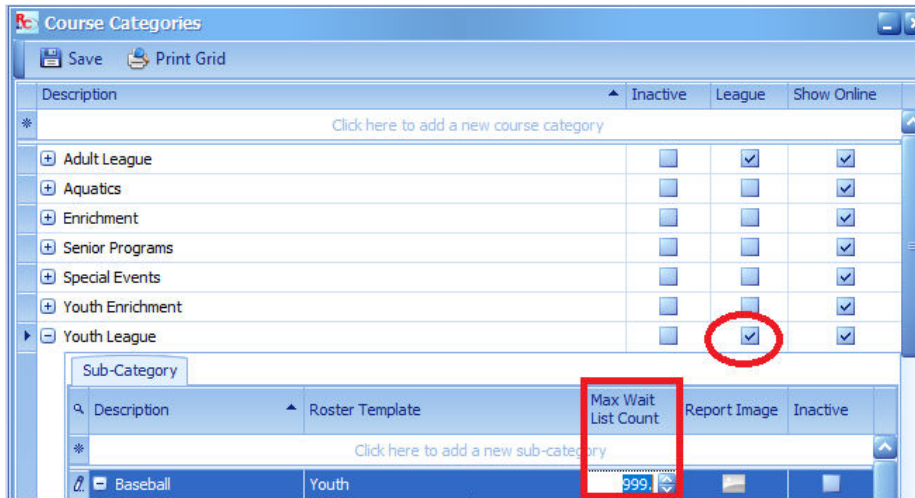 Rc Course Categories
Save Print Grid
Description Inactive League Show Online
Click here to add a new course category
Adult League
Aquatics
Enrichment
Senior Programs
Special Events
Youth Enrichment
Youth League
Sub-Category
Description Roster Template Max Wait List Count Report Image Inactive
Click here to add a new sub-category
Baseball Youth 999,